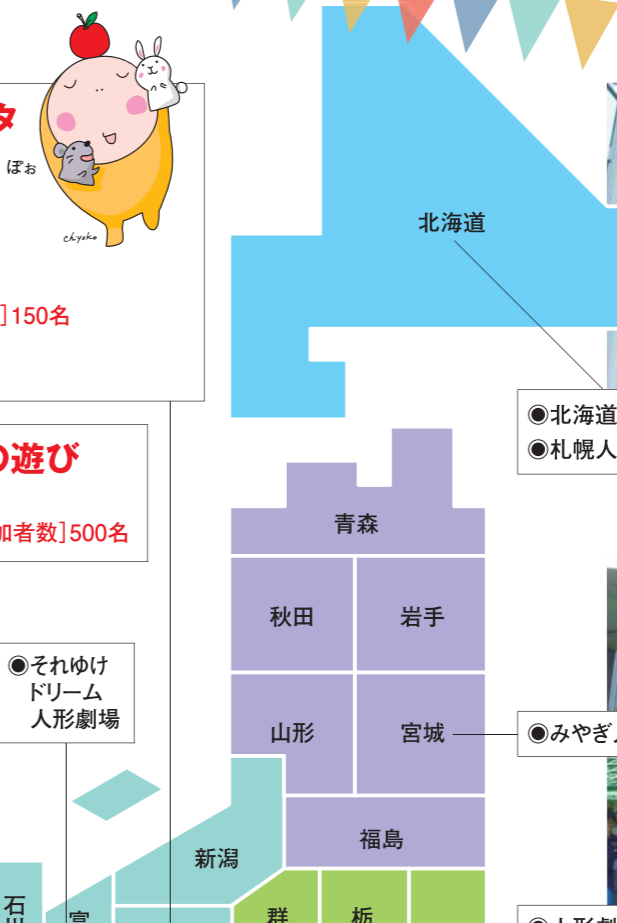 タ
ぽぉ
chiyoko
]150名
の遊び
加者数]500名
◉それゆけ
ドリーム
人形劇場
北海道
◉北海道
◉札幌人
青森
秋田
岩手
山形
宮城
◉みやぎ
福島
新潟
石
富
群
栃
◉人形劇